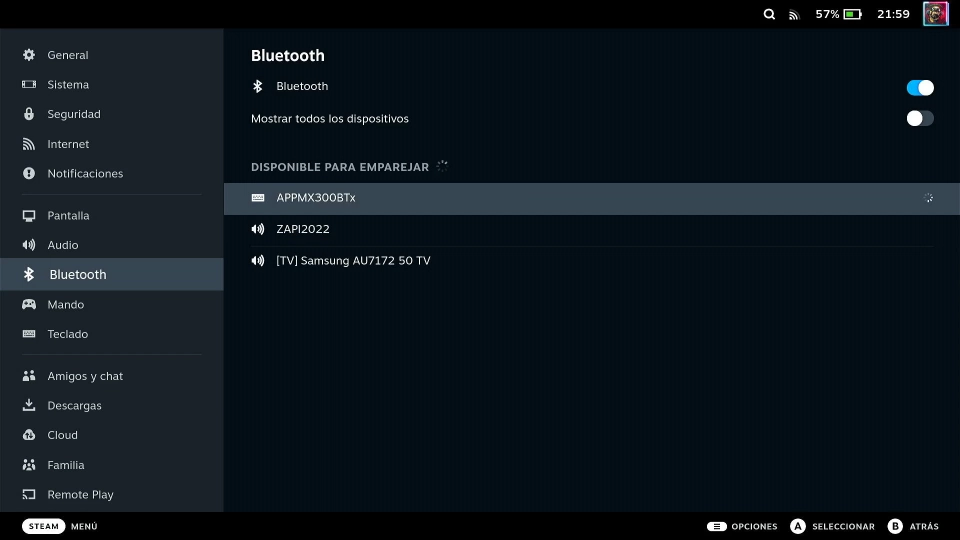 57% 21:59
General
Sistema
Seguridad
Internet
Notificaciones
Pantalla
Audio
Bluetooth
Mando
Teclado
Amigos y chat
Descargas
Cloud
Familia
Remote Play
Bluetooth
Bluetooth
Mostrar todos los dispositivos
DISPONIBLE PARA EMPAREJAR
APPMX300BTx
ZAPI2022
[TV] Samsung AU7172 50 TV
STEAM MENÚ
OPCIONES A SELECCIONAR B ATRÁS